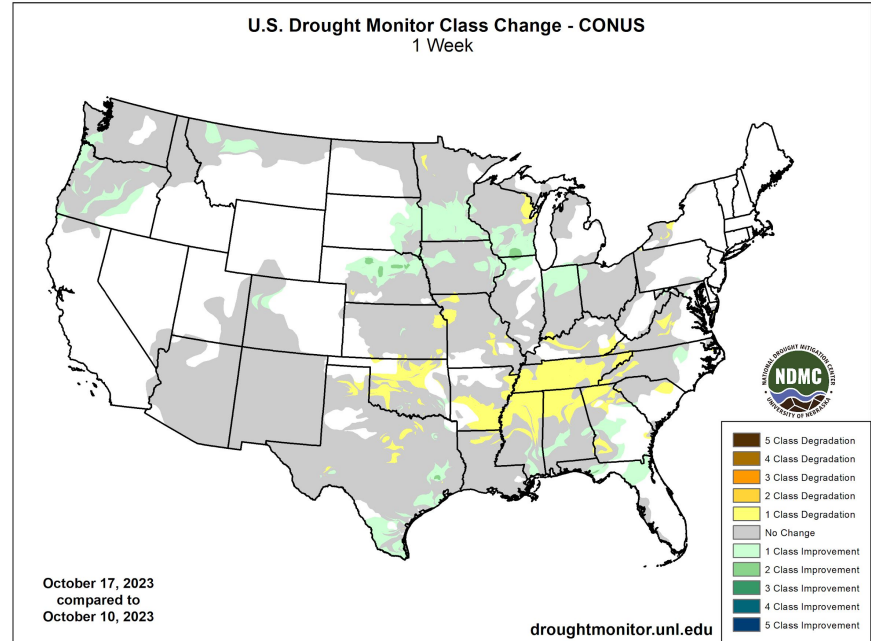 U.S. Drought Monitor Class Change - CONUS
1 Week
NATIONAL DROUGHT MITIGATION CENTER
NDMC
UNIVERSITY OF NEBRASKA
5 Class Degradation
4 Class Degradation
3 Class Degradation
2 Class Degradation
1 Class Degradation
No Change
1 Class Improvement
2 Class Improvement
3 Class Improvement
4 Class Improvement
5 Class Improvement
October 17, 2023
compared to
October 10, 2023
droughtmonitor.unl.edu